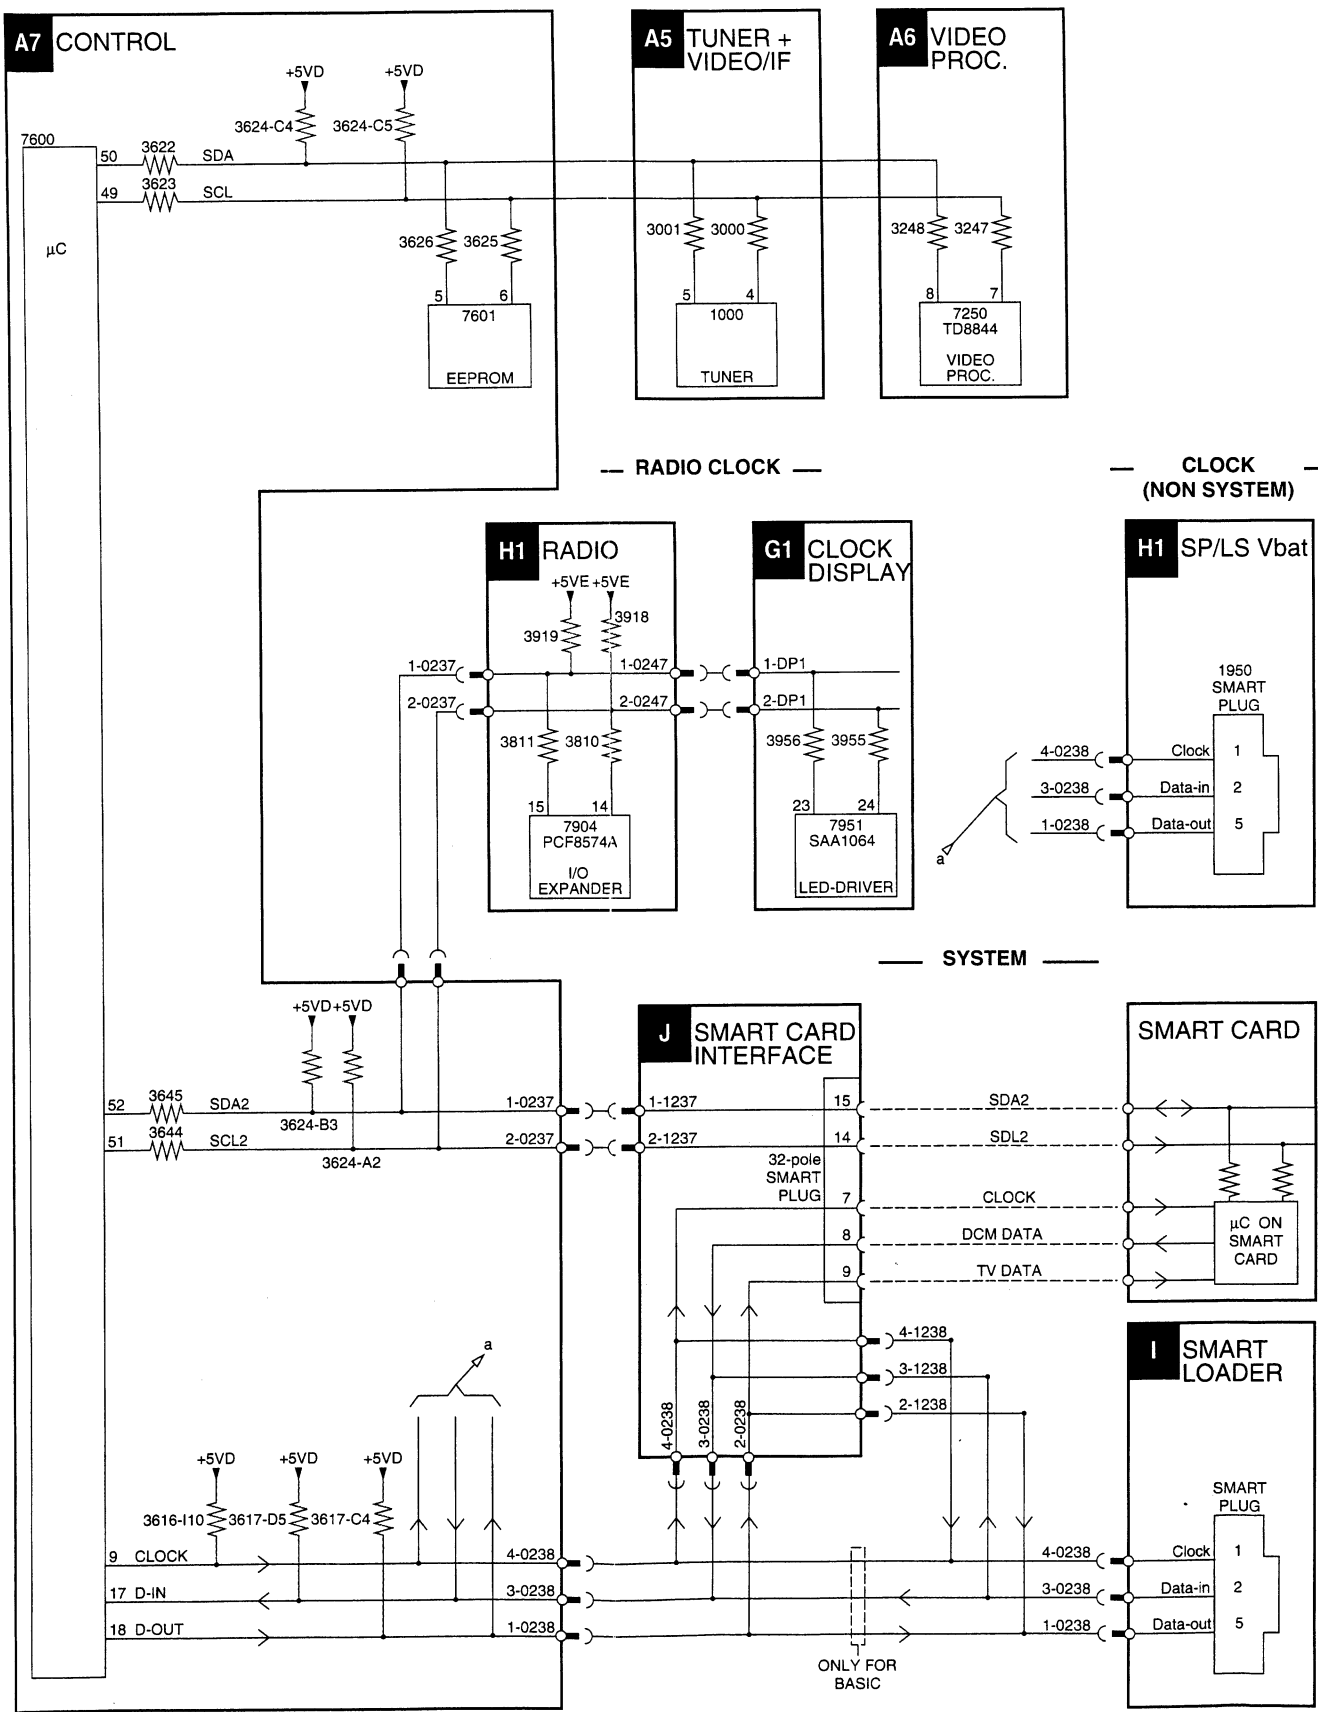 A7 CONTROL
A5 TUNER +
VIDEO/IF
A6 VIDEO
PROC.
+5VD +5VD
3624-C4 3624-C5
7600
50 3622 SDA
49 3623 SCL
µC
3626 3625
5 6
7601
EEPROM
3001 3000
5 4
1000
TUNER
3248 3247
8 7
7250
TD8844
VIDEO
PROC.
RADIO CLOCK
CLOCK
(NON SYSTEM)
H1 RADIO
+5VE +5VE
3919 3918
1-0237 1-0247
2-0237 2-0247
3811 3810
15 14
7904
PCF8574A
I/O
EXPANDER
G1 CLOCK
DISPLAY
1-DP1
2-DP1
3956 3955
23 24
7951
SAA1064
LED-DRIVER
H1 SP/LS Vbat
1950
SMART
PLUG
4-0238 Clock 1
3-0238 Data-in 2
1-0238 Data-out 5
a
SYSTEM
+5VD +5VD
52 3645 SDA2 1-0237
3624-B3
51 3644 SCL2 2-0237
3624-A2
J SMART CARD
INTERFACE
1-1237 15
2-1237 14
32-pole
SMART
PLUG
7
8
9
SDA2
SDL2
CLOCK
DCM DATA
TV DATA
4-1238
3-1238
2-1238
4-0238
3-0238
2-0238
SMART CARD
µC ON
SMART
CARD
I SMART
LOADER
SMART
PLUG
4-0238 Clock 1
3-0238 Data-in 2
1-0238 Data-out 5
a
+5VD +5VD +5VD
3616-I10 3617-D5 3617-C4
9 CLOCK 4-0238
17 D-IN 3-0238
18 D-OUT 1-0238
ONLY FOR
BASIC